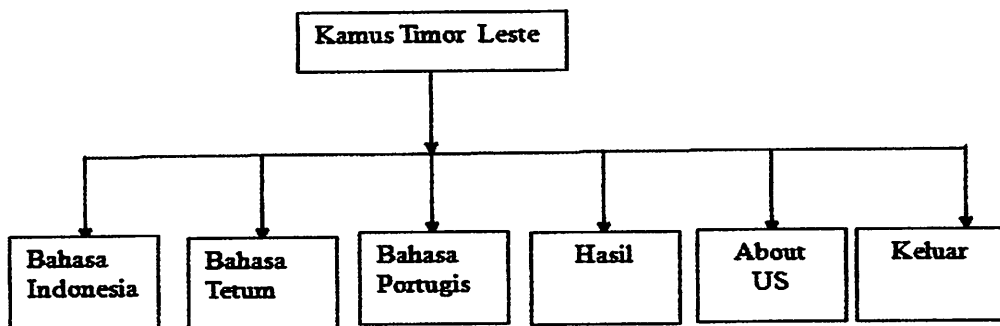 Kamus Timor Leste
Bahasa
Indonesia
Bahasa
Tetum
Bahasa
Portugis
Hasil
About
US
Keluar